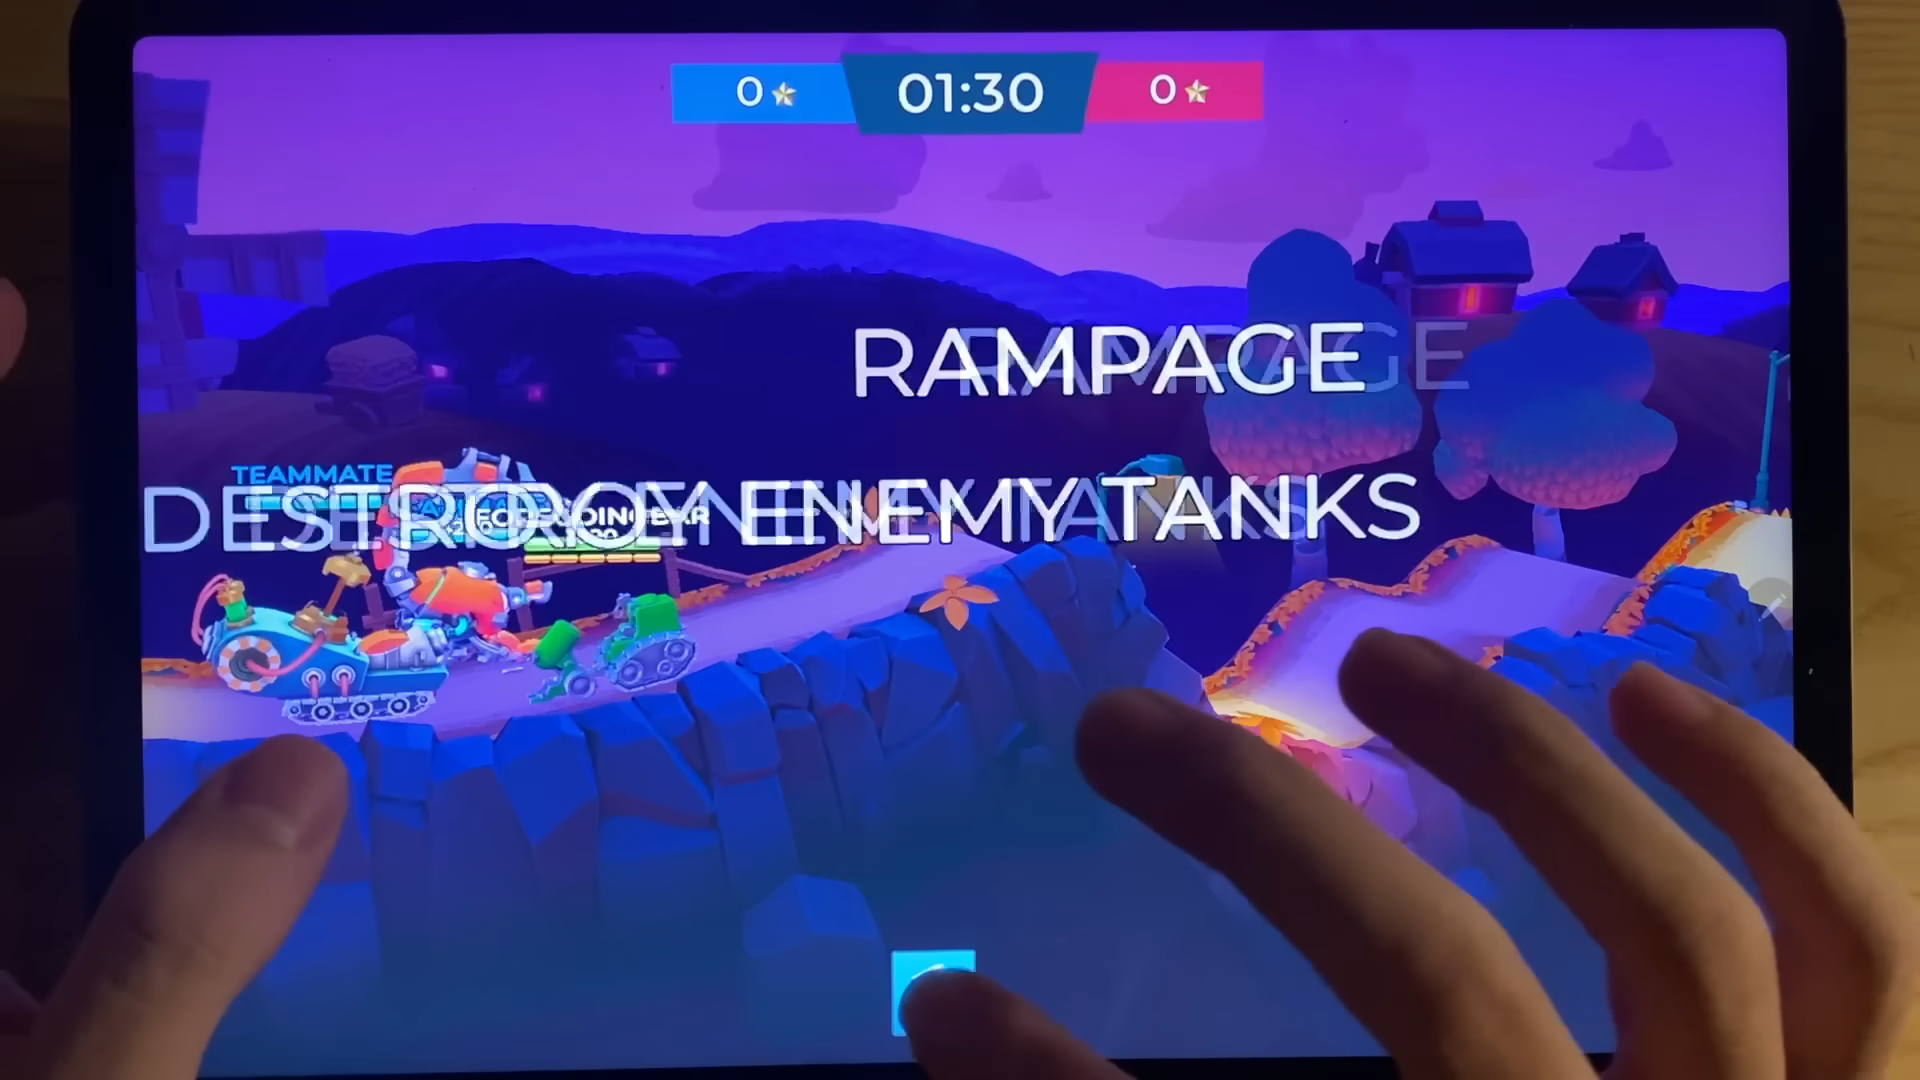 0
01:30
0
RAMPAGE
DESTROY ENEMY TANKS
TEAMMATE